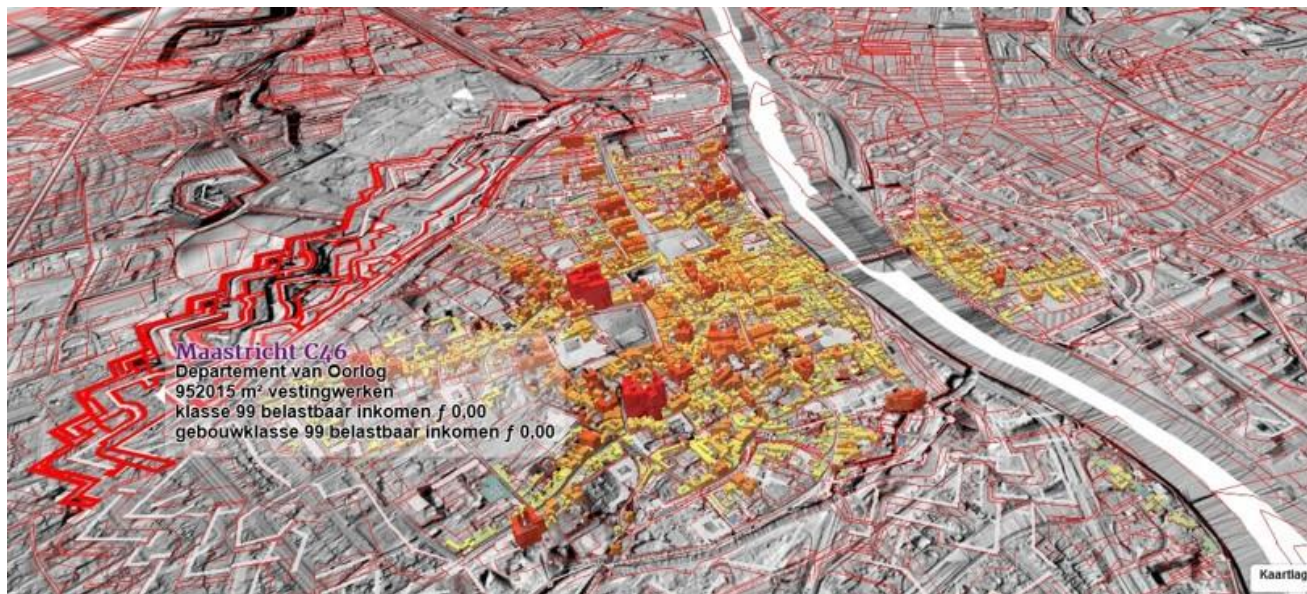 Maastricht C46
Departement van Oorlog
952015 m² vestingwerken
klasse 99 belastbaar inkomen ƒ 0,00
gebouwklasse 99 belastbaar inkomen ƒ 0,00
Kaartlag